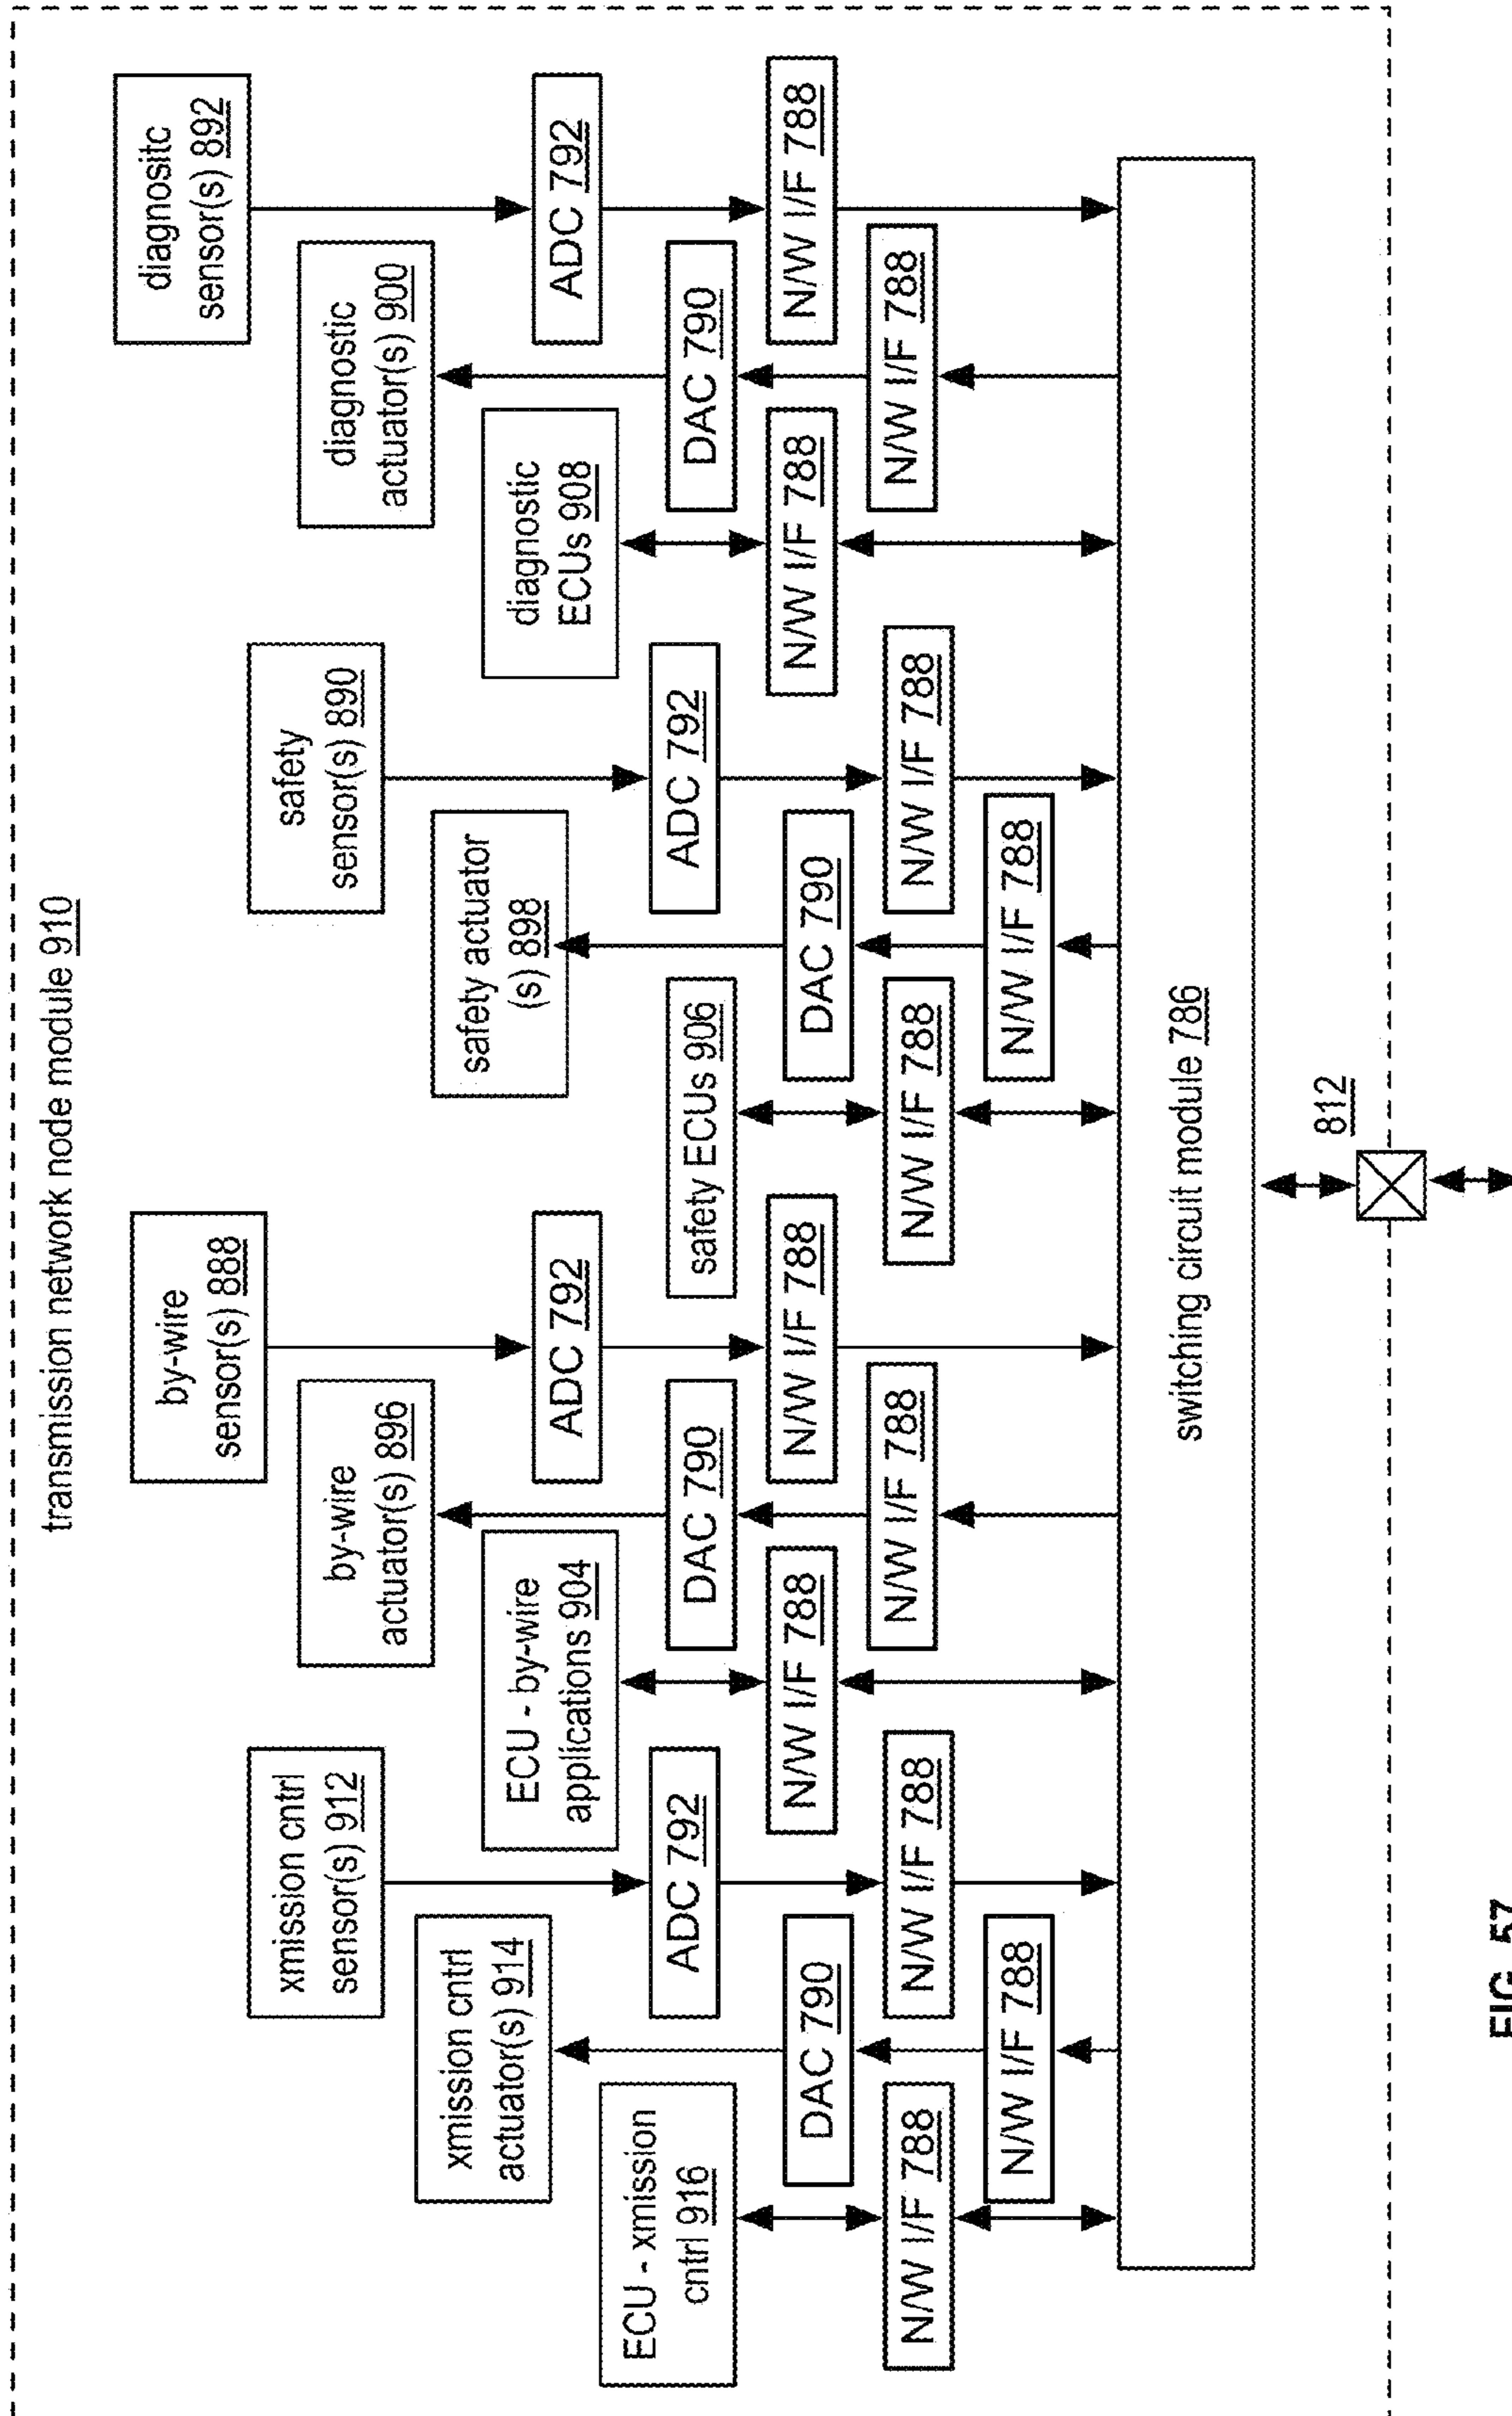 transmission network node module 910
xmission cntrl
sensor(s) 912
xmission cntrl
actuator(s) 914
ECU - xmission
cntrl 916
ADC 792
DAC 790
N/W I/F 788
N/W I/F 788
N/W I/F 788
by-wire
sensor(s) 888
by-wire
actuator(s) 896
ECU - by-wire
applications 904
ADC 792
DAC 790
N/W I/F 788
N/W I/F 788
N/W I/F 788
safety
sensor(s) 890
safety actuator
(s) 898
safety ECUs 906
ADC 792
DAC 790
N/W I/F 788
N/W I/F 788
N/W I/F 788
diagnositc
sensor(s) 892
diagnostic
actuator(s) 900
diagnostic
ECUs 908
ADC 792
DAC 790
N/W I/F 788
N/W I/F 788
N/W I/F 788
switching circuit module 786
812
FIG. 57